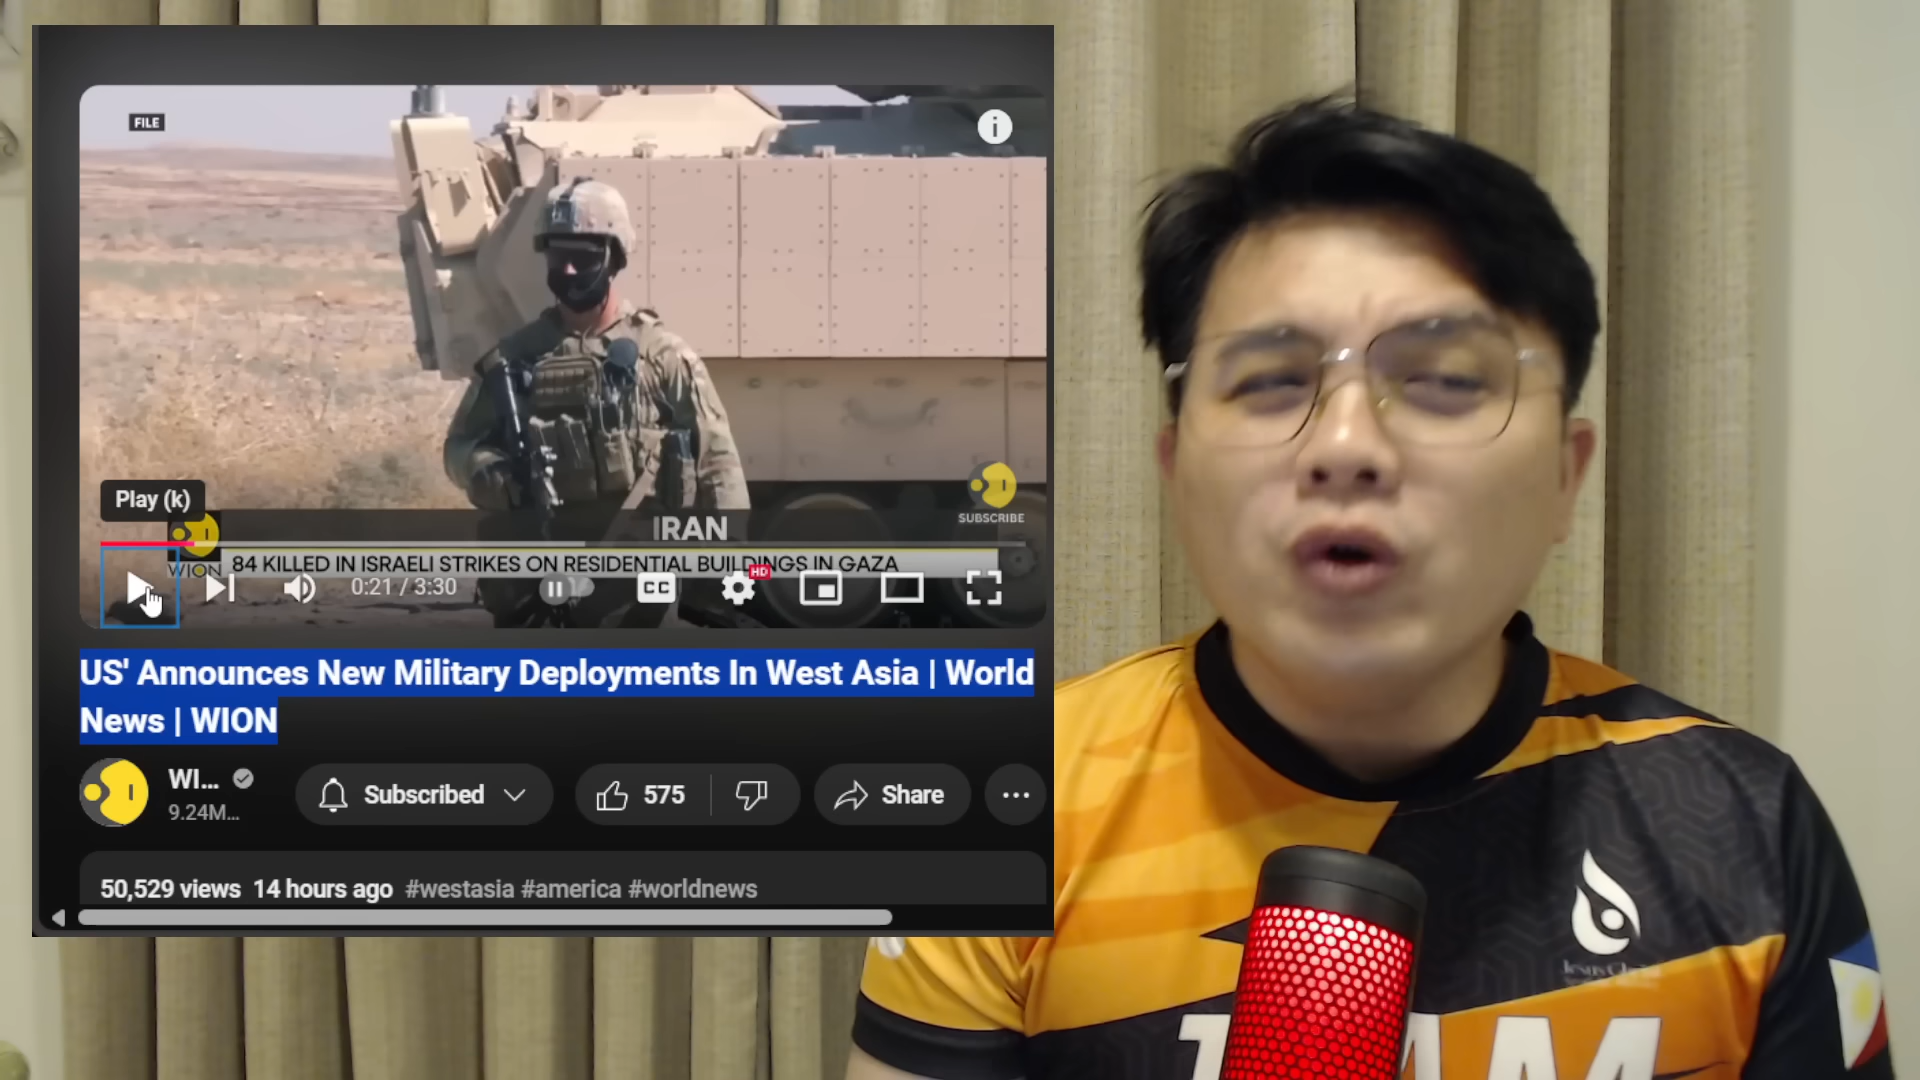 FILE
i
Play (k)
SUBSCRIBE
IRAN
WION
84 KILLED IN ISRAELI STRIKES ON RESIDENTIAL BUILDINGS IN GAZA
0:21 / 3:30
CC
HD
US' Announces New Military Deployments In West Asia | World
News | WION
WI...
9.24M...
Subscribed
575
Share
50,529 views 14 hours ago #westasia #america #worldnews